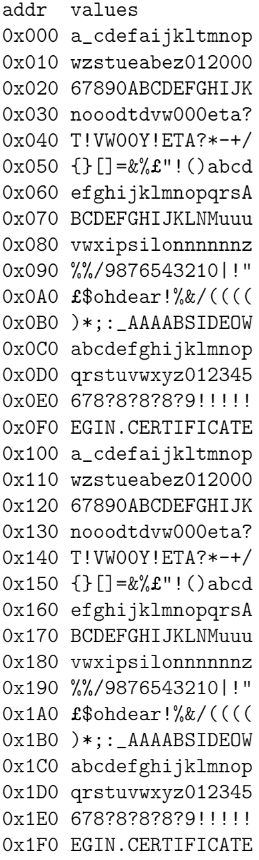 addr values
0x000 a_cdefaijkltmnop
0x010 wzstueabez012000
0x020 67890ABCDEFGHIJK
0x030 nooodtdvw000eta?
0x040 T!VW00Y!ETA?*-+/
0x050 {}[]=&%£"!()abcd
0x060 efghijklmnopqrsA
0x070 BCDEFGHIJKLNMuuu
0x080 vwxipsilonnnnnnz
0x090 %%/9876543210|!"
0x0A0 £$ohdear!%&/((((
0x0B0 )*;:_AAAABSIDEOW
0x0C0 abcdefghijklmnop
0x0D0 qrstuvwxyz012345
0x0E0 678?8?8?8?9!!!!!
0x0F0 EGIN.CERTIFICATE
0x100 a_cdefaijkltmnop
0x110 wzstueabez012000
0x120 67890ABCDEFGHIJK
0x130 nooodtdvw000eta?
0x140 T!VW00Y!ETA?*-+/
0x150 {}[]=&%£"!()abcd
0x160 efghijklmnopqrsA
0x170 BCDEFGHIJKLNMuuu
0x180 vwxipsilonnnnnnz
0x190 %%/9876543210|!"
0x1A0 £$ohdear!%&/((((
0x1B0 )*;:_AAAABSIDEOW
0x1C0 abcdefghijklmnop
0x1D0 qrstuvwxyz012345
0x1E0 678?8?8?8?9!!!!!
0x1F0 EGIN.CERTIFICATE